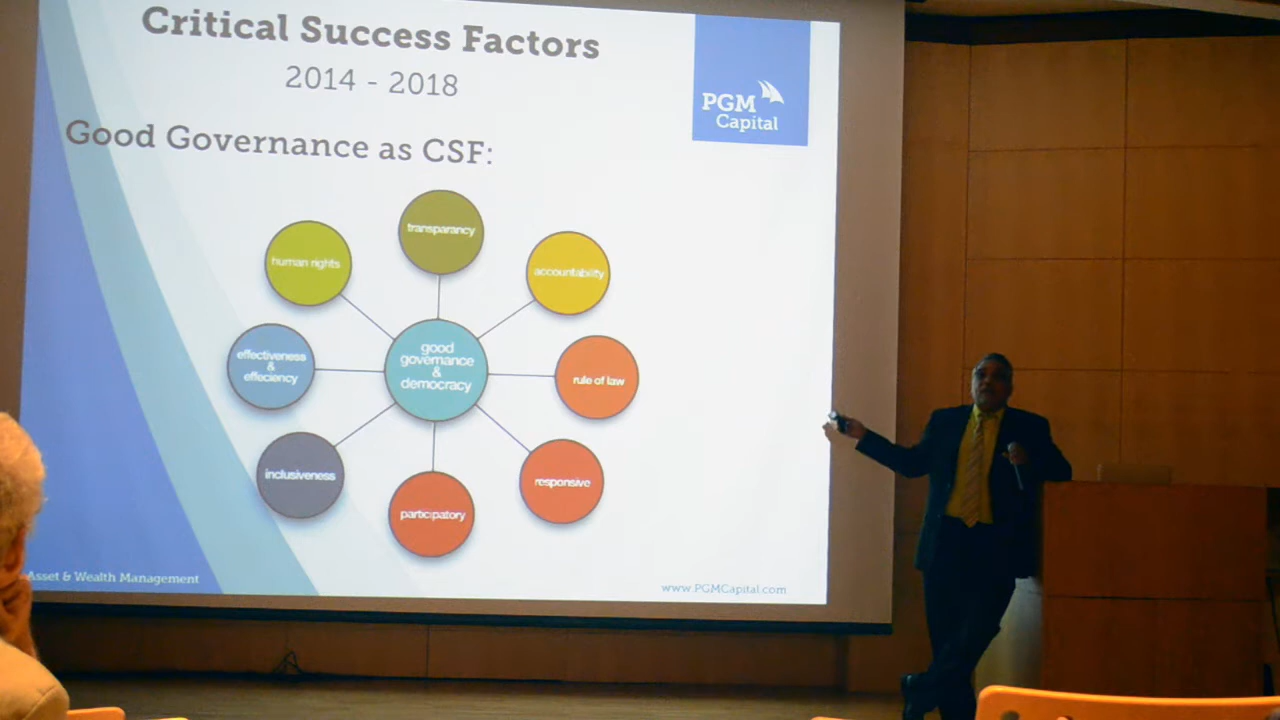 Critical Success Factors
2014 - 2018
PGM
Capital
Good Governance as CSF:
transparancy
human rights
accountability
effectiveness
&
effeciency
good
governance
&
democracy
rule of law
inclusiveness
responsive
participatory
Asset & Wealth Management
www.PGMCapital.com